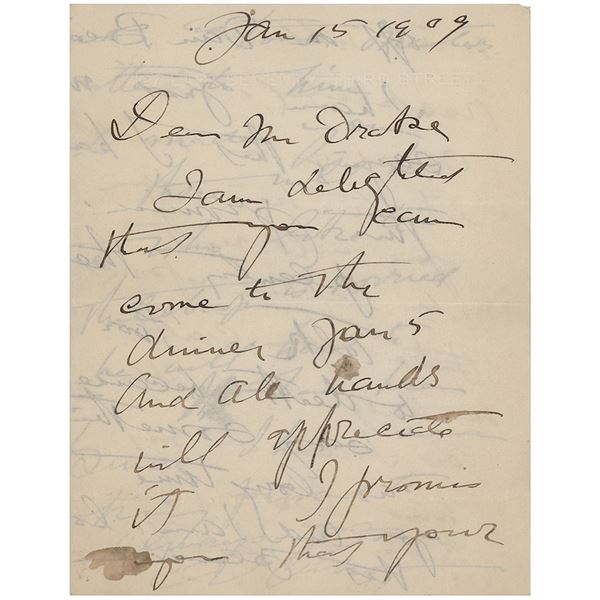 Jan 15 1909
Dear Mr Drake
I am delighted
that you can
come to the
dinner Jan 5
and all hands
will appreciate
it I promis
you that your